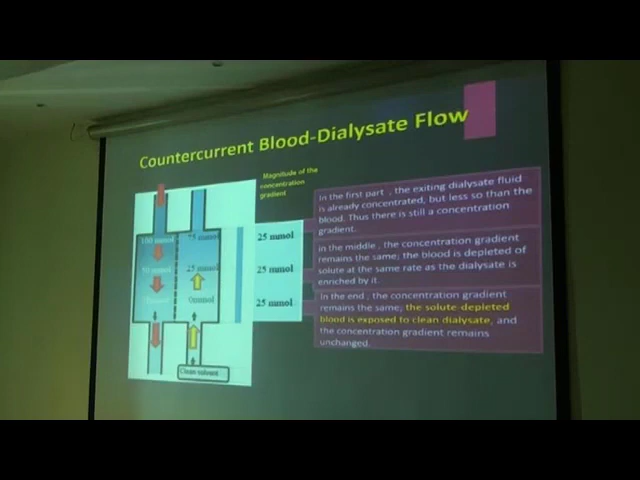 Countercurrent Blood-Dialysate Flow
Magnitude of the
concentration
gradient
100 mmol
75 mmol
25 mmol
50 mmol
25 mmol
25 mmol
0mmol
25 mmol
Clean solvent
In the first part , the exiting dialysate fluid
is already concentrated, but less so than the
blood. Thus there is still a concentration
gradient.
In the middle , the concentration gradient
remains the same; the blood is depleted of
solute at the same rate as the dialysate is
enriched by it.
In the end , the concentration gradient
remains the same; the solute-depleted
blood is exposed to clean dialysate, and
the concentration gradient remains
unchanged.